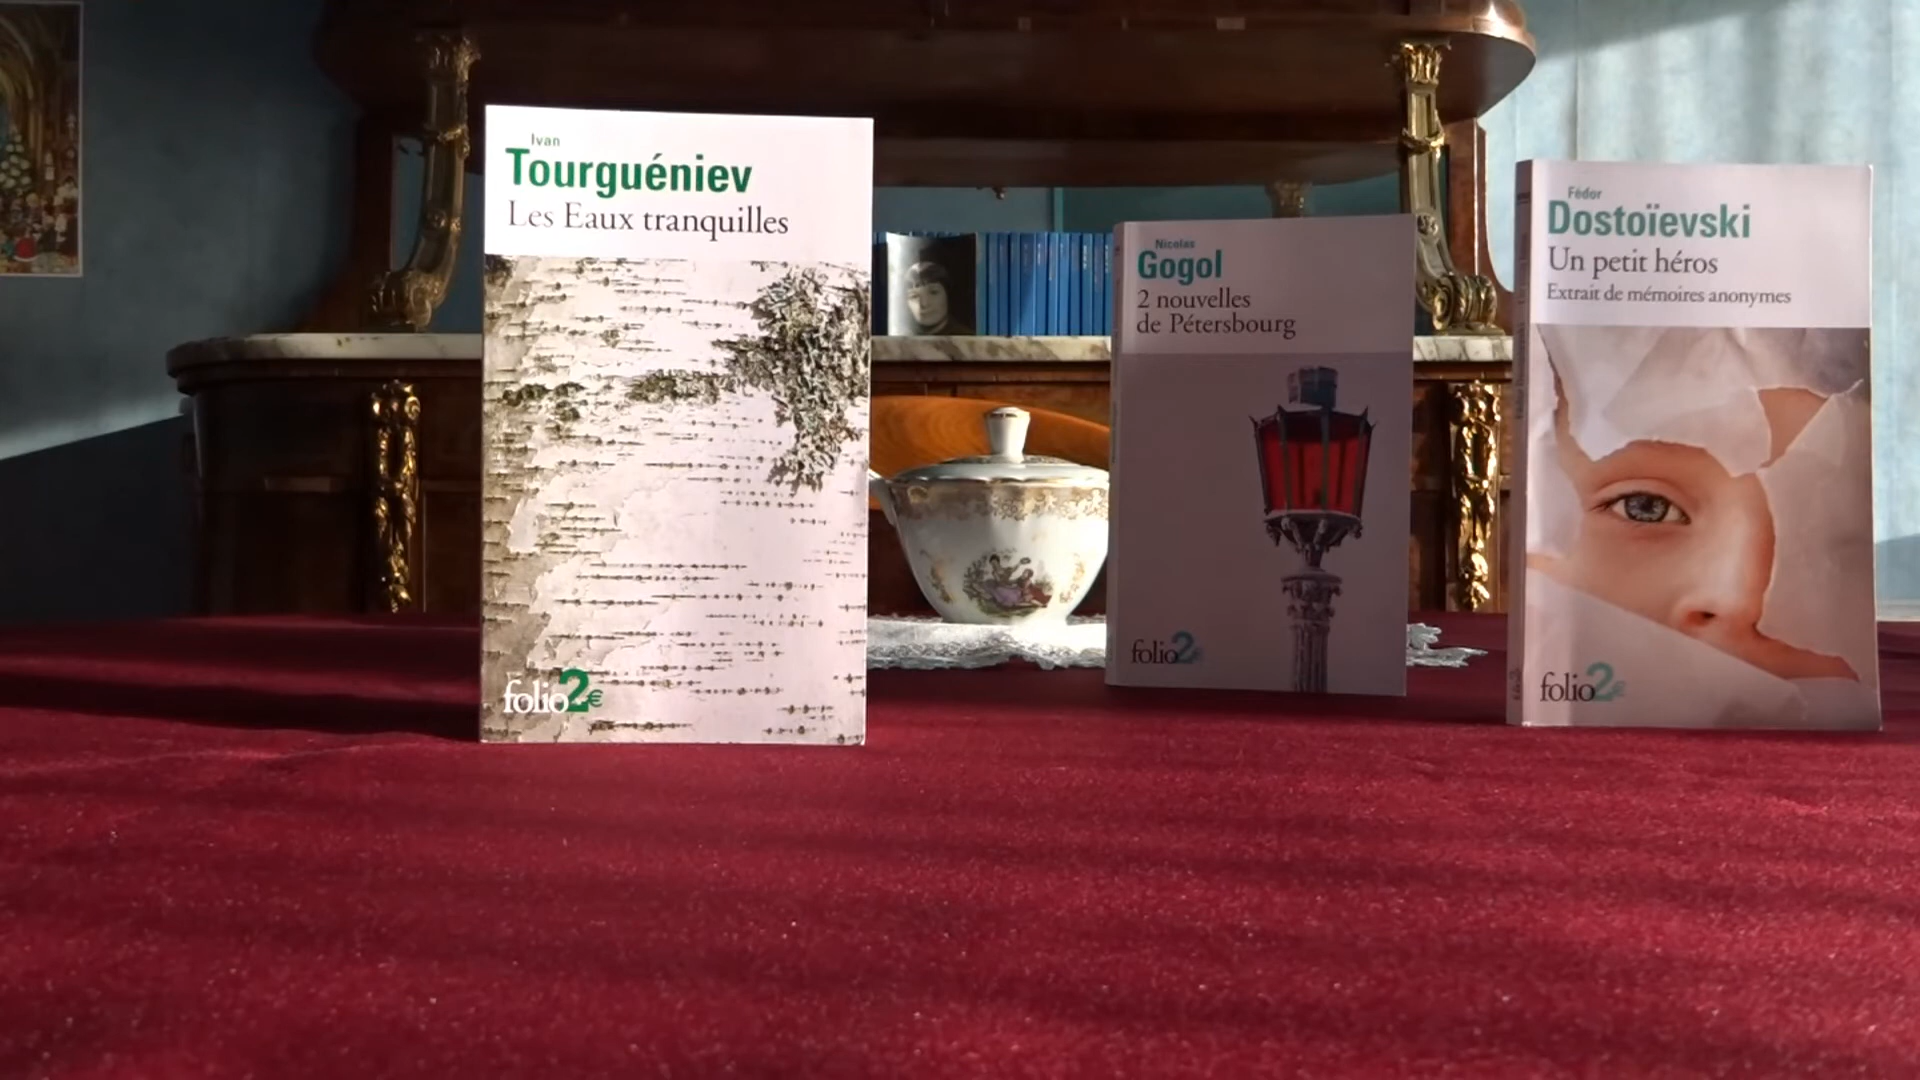 Ivan
Tourguéniev
Les Eaux tranquilles
folio2€
Nicolas
Gogol
2 nouvelles
de Pétersbourg
folio2€
Fédor
Dostoïevski
Un petit héros
Extrait de mémoires anonymes
folio2€